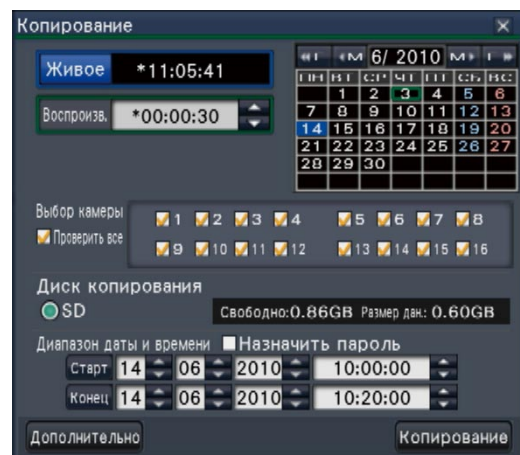 Копирование
Живое *11:05:41
Воспроизв. *00:00:30
6/ 2010
ПН ВТ СР ЧТ ПТ СБ ВС
1 2 3 4 5 6
7 8 9 10 11 12 13
14 15 16 17 18 19 20
21 22 23 24 25 26 27
28 29 30
Выбор камеры
Проверить все
1 2 3 4 5 6 7 8
9 10 11 12 13 14 15 16
Диск копирования
SD Свободно:0.86GB Размер дан.: 0.60GB
Диапазон даты и времени Назначить пароль
Старт 14 06 2010 10:00:00
Конец 14 06 2010 10:20:00
Дополнительно Копирование